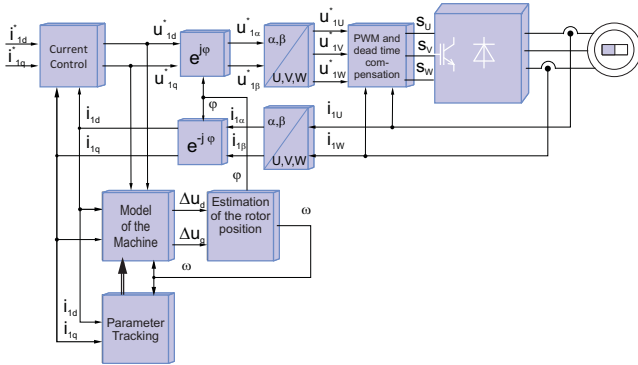 i*1d
i*1q
Current
Control
u*1d
u*1q
e^jφ
u*1α
u*1β
α,β
U,V,W
u*1U
u*1V
u*1W
PWM and
dead time
com-
pensation
SU
SV
SW
φ
i1d
i1q
e^-jφ
i1α
i1β
α,β
U,V,W
i1U
i1W
φ
Model
of the
Machine
Δud
Δuq
Estimation
of the rotor
position
ω
ω
i1d
i1q
Parameter
Tracking